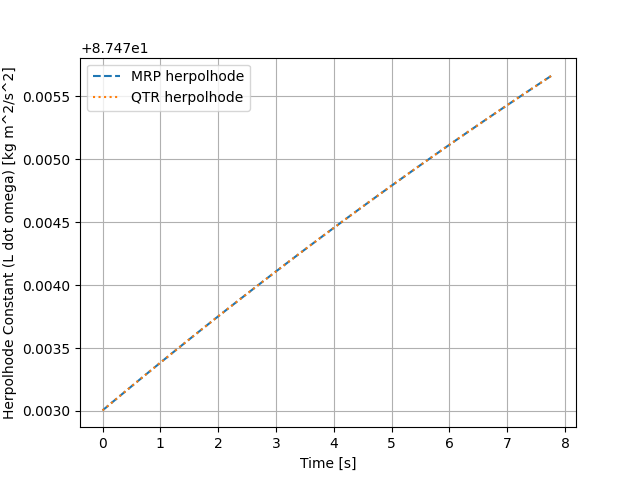 +8.747e1
MRP herpolhode
QTR herpolhode
Herpolhode Constant (L dot omega) [kg m^2/s^2]
0.0055
0.0050
0.0045
0.0040
0.0035
0.0030
0 1 2 3 4 5 6 7 8
Time [s]